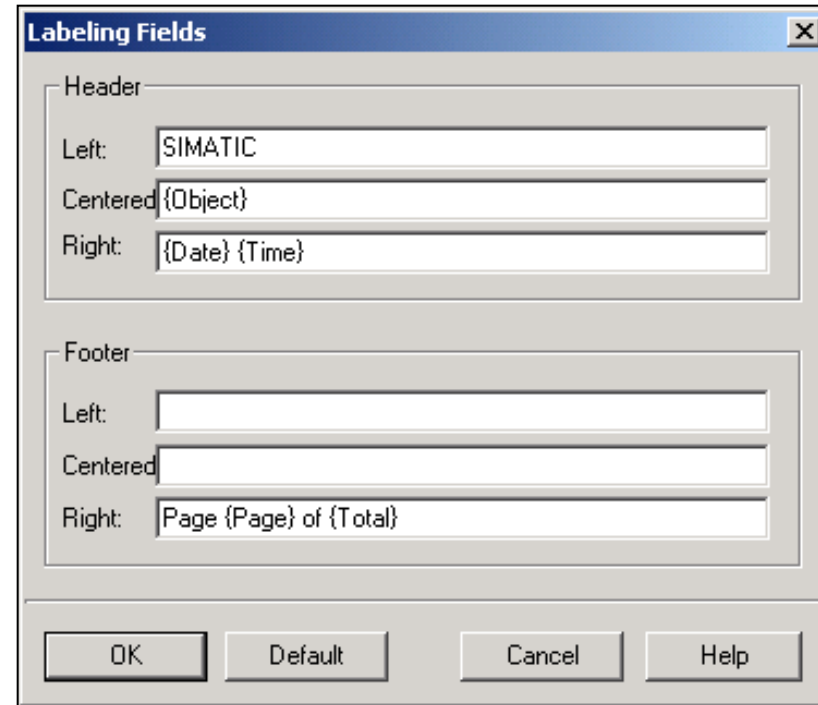 Labeling Fields
Header
Left: SIMATIC
Centered {Object}
Right: {Date} {Time}
Footer
Left:
Centered
Right: Page {Page} of {Total}
OK Default Cancel Help